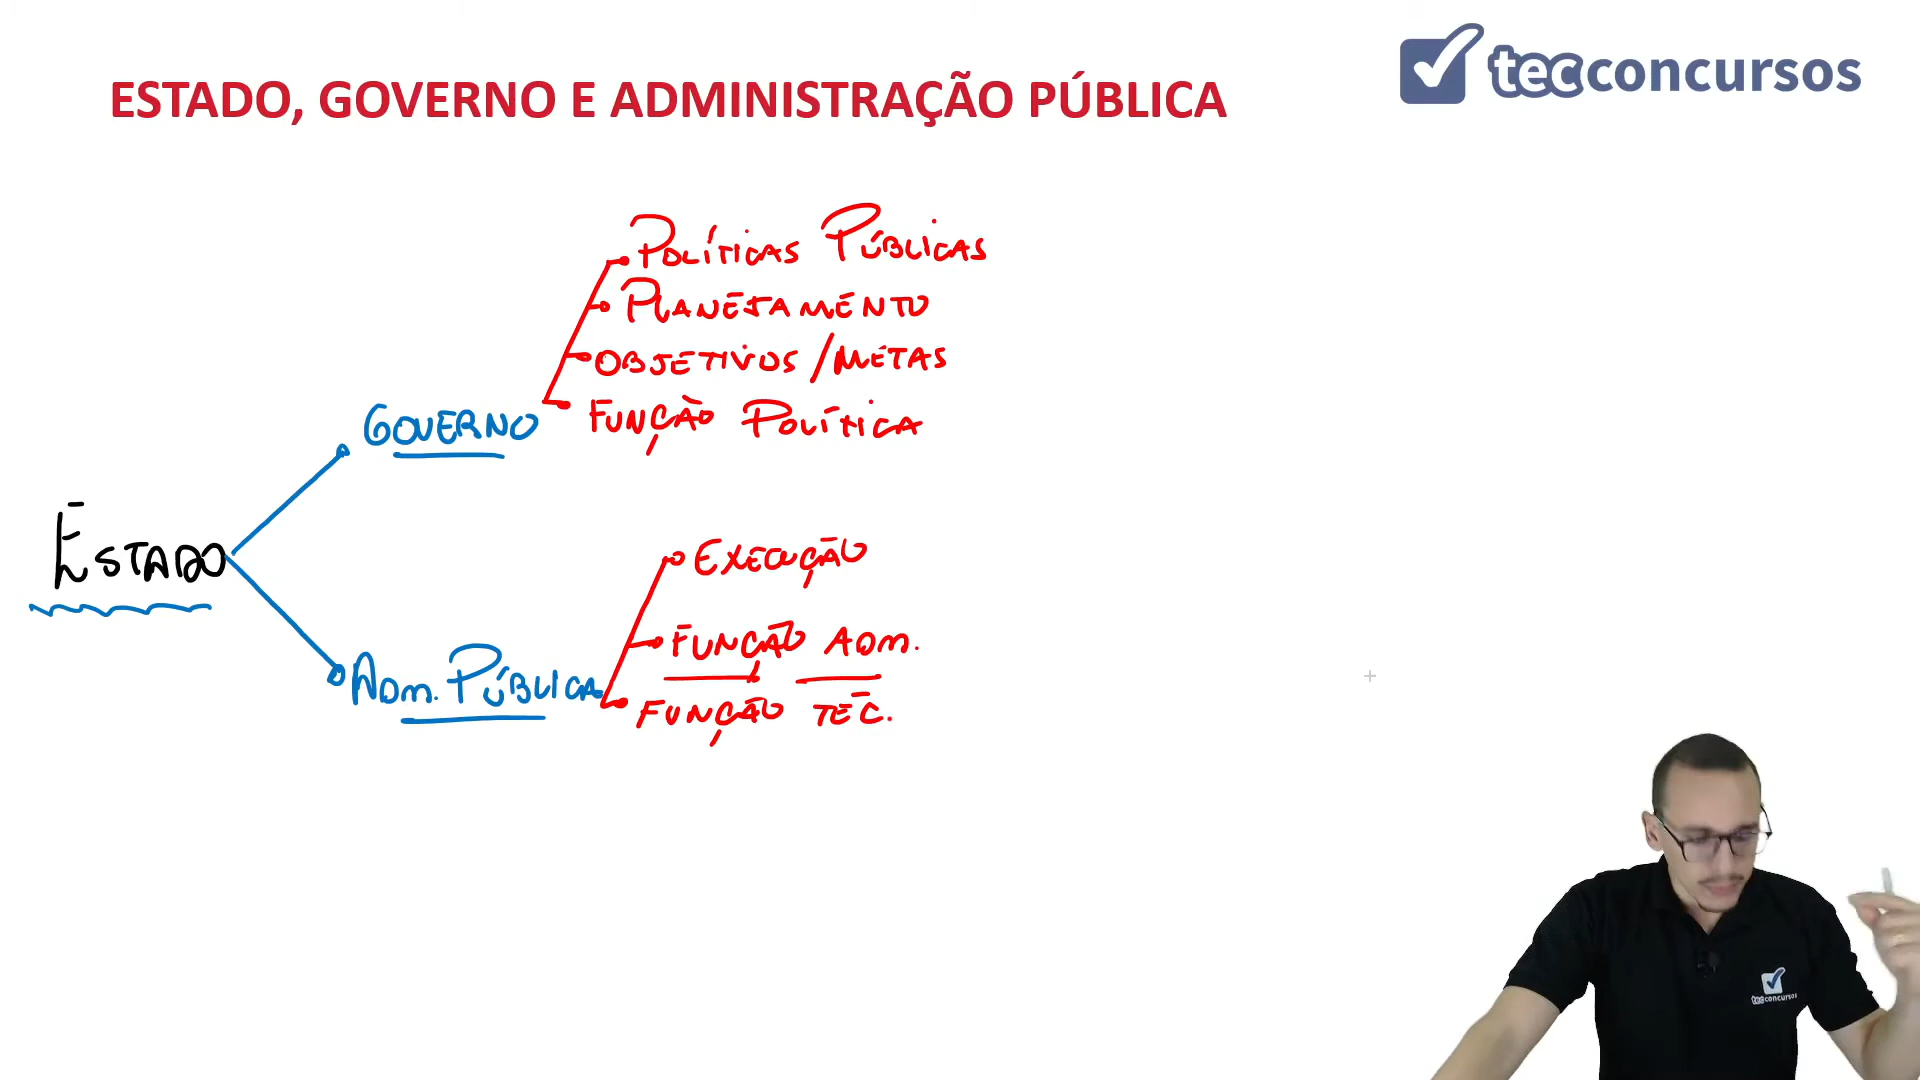 ESTADO, GOVERNO E ADMINISTRAÇÃO PÚBLICA
tecconcursos
POLÍTICAS PÚBLICAS
PLANEJAMENTO
OBJETIVOS / METAS
FUNÇÃO POLÍTICA
GOVERNO
ESTADO
EXECUÇÃO
FUNÇÃO ADM.
ADM. PÚBLICA
FUNÇÃO TEC.
tecconcursos